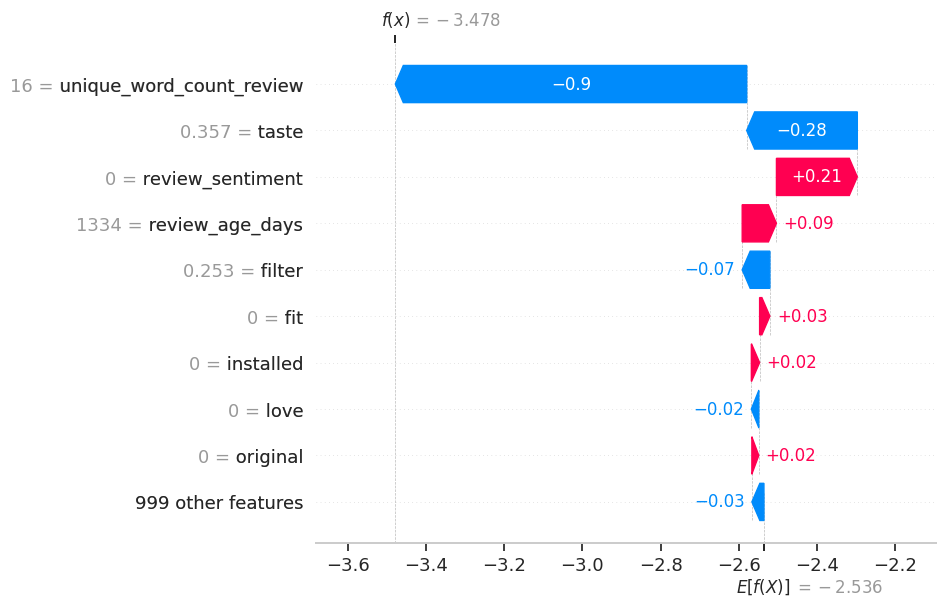 f(x) = −3.478
16 = unique_word_count_review −0.9
0.357 = taste −0.28
0 = review_sentiment +0.21
1334 = review_age_days +0.09
0.253 = filter −0.07
0 = fit +0.03
0 = installed +0.02
0 = love −0.02
0 = original +0.02
999 other features −0.03
−3.6 −3.4 −3.2 −3.0 −2.8 −2.6 −2.4 −2.2
E[f(X)] = −2.536